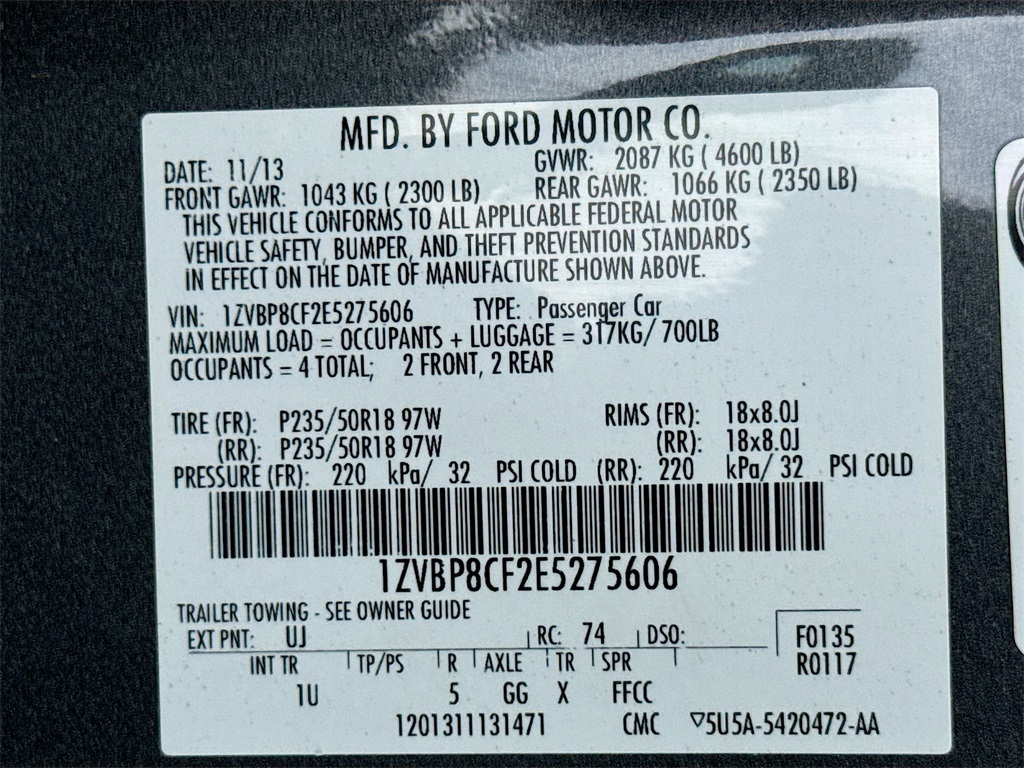 MFD. BY FORD MOTOR CO.
DATE: 11/13 GVWR: 2087 KG ( 4600 LB)
FRONT GAWR: 1043 KG ( 2300 LB) REAR GAWR: 1066 KG ( 2350 LB)
THIS VEHICLE CONFORMS TO ALL APPLICABLE FEDERAL MOTOR
VEHICLE SAFETY, BUMPER, AND THEFT PREVENTION STANDARDS
IN EFFECT ON THE DATE OF MANUFACTURE SHOWN ABOVE.
VIN: 1ZVBP8CF2E5275606 TYPE: Passenger Car
MAXIMUM LOAD = OCCUPANTS + LUGGAGE = 317KG/ 700LB
OCCUPANTS = 4 TOTAL; 2 FRONT, 2 REAR
TIRE (FR): P235/50R18 97W RIMS (FR): 18x8.0J
(RR): P235/50R18 97W (RR): 18x8.0J
PRESSURE (FR): 220 kPa/ 32 PSI COLD (RR): 220 kPa/ 32 PSI COLD
1ZVBP8CF2E5275606
TRAILER TOWING - SEE OWNER GUIDE
EXT PNT: UJ RC: 74 DSO: F0135
INT TR TP/PS R AXLE TR SPR R0117
1U 5 GG X FFCC
1201311131471 CMC ▽5U5A-5420472-AA